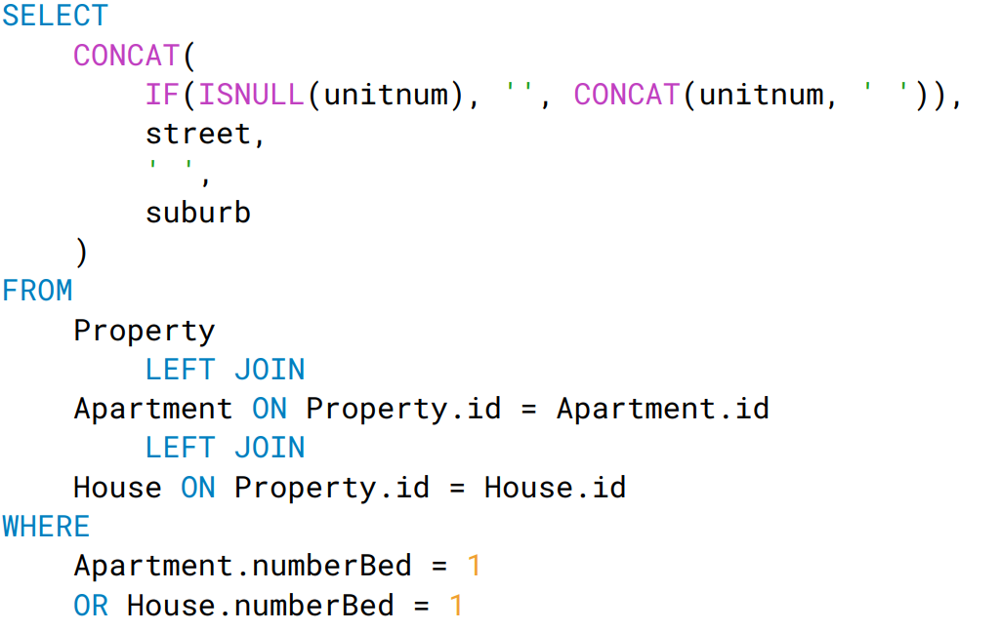 SELECT
CONCAT(
IF(ISNULL(unitnum), '', CONCAT(unitnum, ' ')),
street,
' ',
suburb
)
FROM
Property
LEFT JOIN
Apartment ON Property.id = Apartment.id
LEFT JOIN
House ON Property.id = House.id
WHERE
Apartment.numberBed = 1
OR House.numberBed = 1